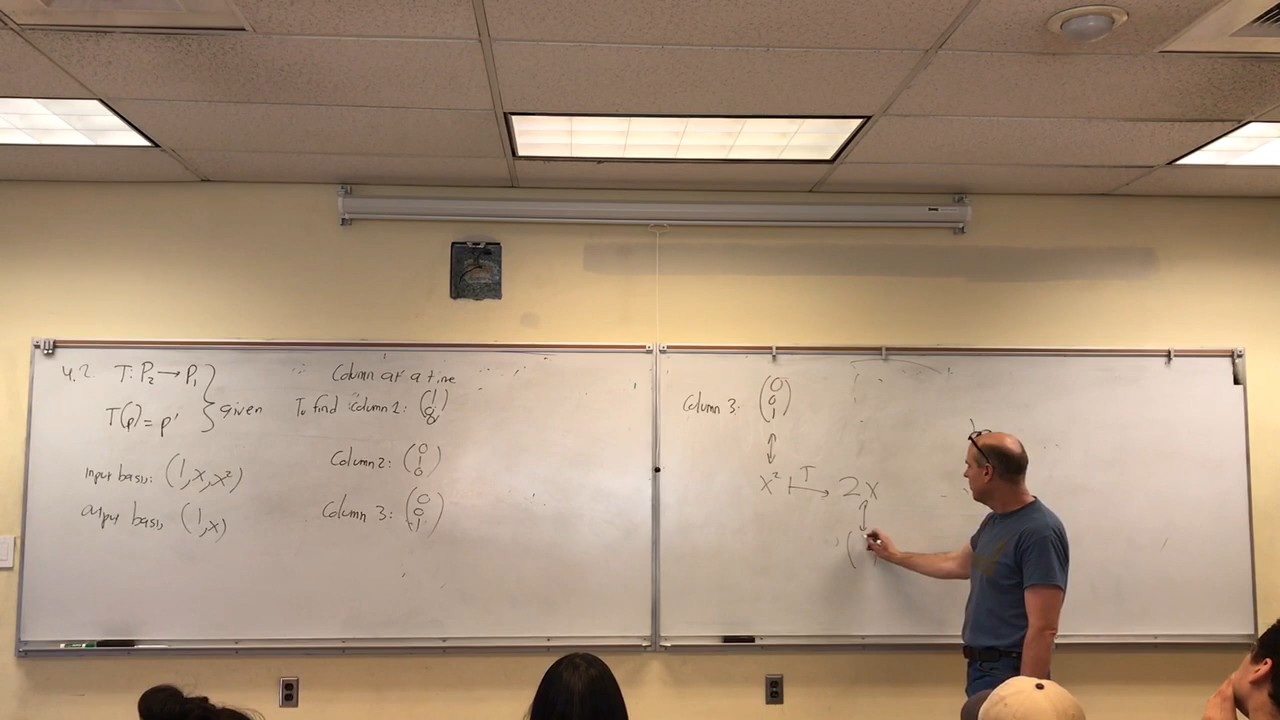 4.2. T: P₂ → P₁ } given
T(p) = p'
input basis: (1, x, x²)
output basis (1, x)
Column at a time
To find column 1: (1 0 0)
Column 2: (0 1 0)
Column 3: (0 0 1)
Column 3: (0 0 1)
↕
x² ↦ᵀ 2x
↕
(